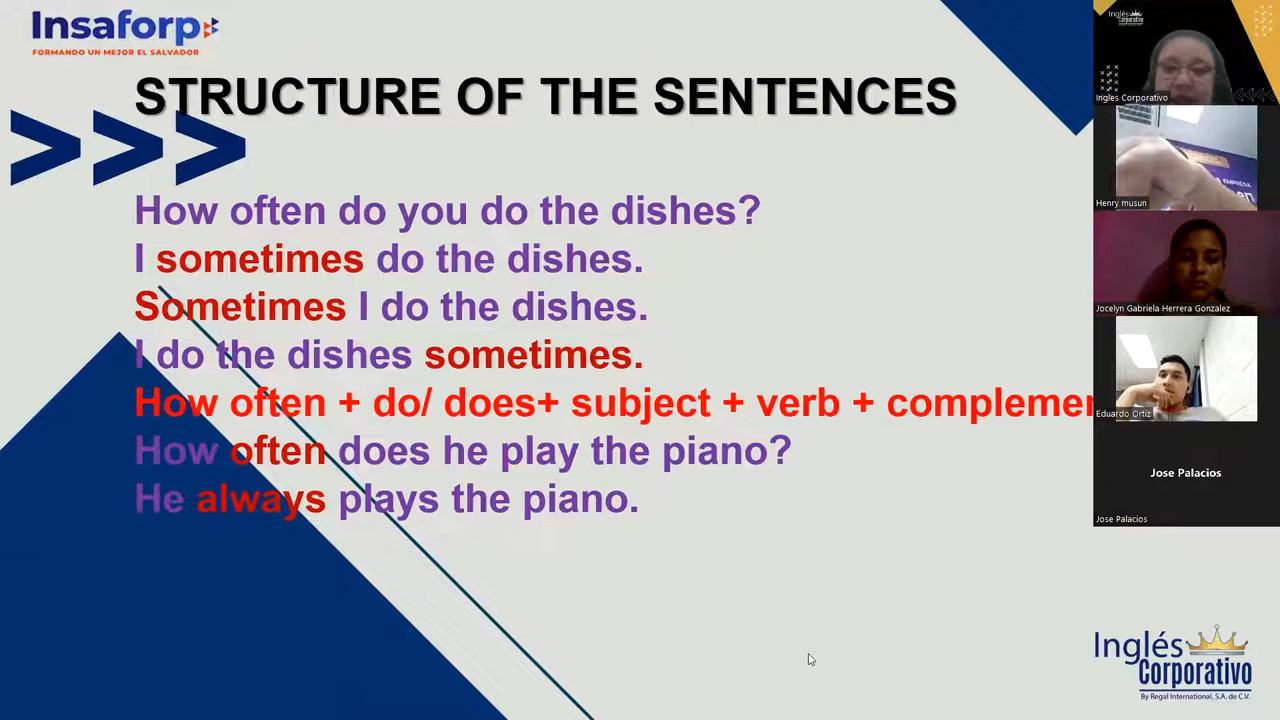 Insaforp
FORMANDO UN MEJOR EL SALVADOR
STRUCTURE OF THE SENTENCES
How often do you do the dishes?
I sometimes do the dishes.
Sometimes I do the dishes.
I do the dishes sometimes.
How often + do/ does+ subject + verb + complemen
How often does he play the piano?
He always plays the piano.
Inglés Corporativo
Ingles Corporativo
Henry musun
Jocelyn Gabriela Herrera Gonzalez
Eduardo Ortiz
Jose Palacios
Jose Palacios
Inglés
Corporativo
By Regal International, S.A. de C.V.